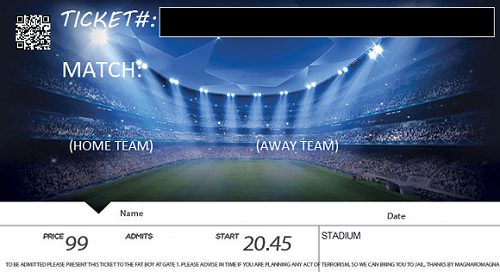 TICKET#:
MATCH:
(HOME TEAM) (AWAY TEAM)
Name Date
PRICE 99 ADMITS START 20.45 STADIUM
TO BE ADMITTED PLEASE PRESENT THIS TICKET TO THE FAT BOY AT GATE 1. PLEASE ADVISE IN TIME IF YOU ARE PLANNING ANY ACT OF TERRORISM, SO WE CAN BRING YOU TO JAIL, THANKS BY MAGNAROMAGNA